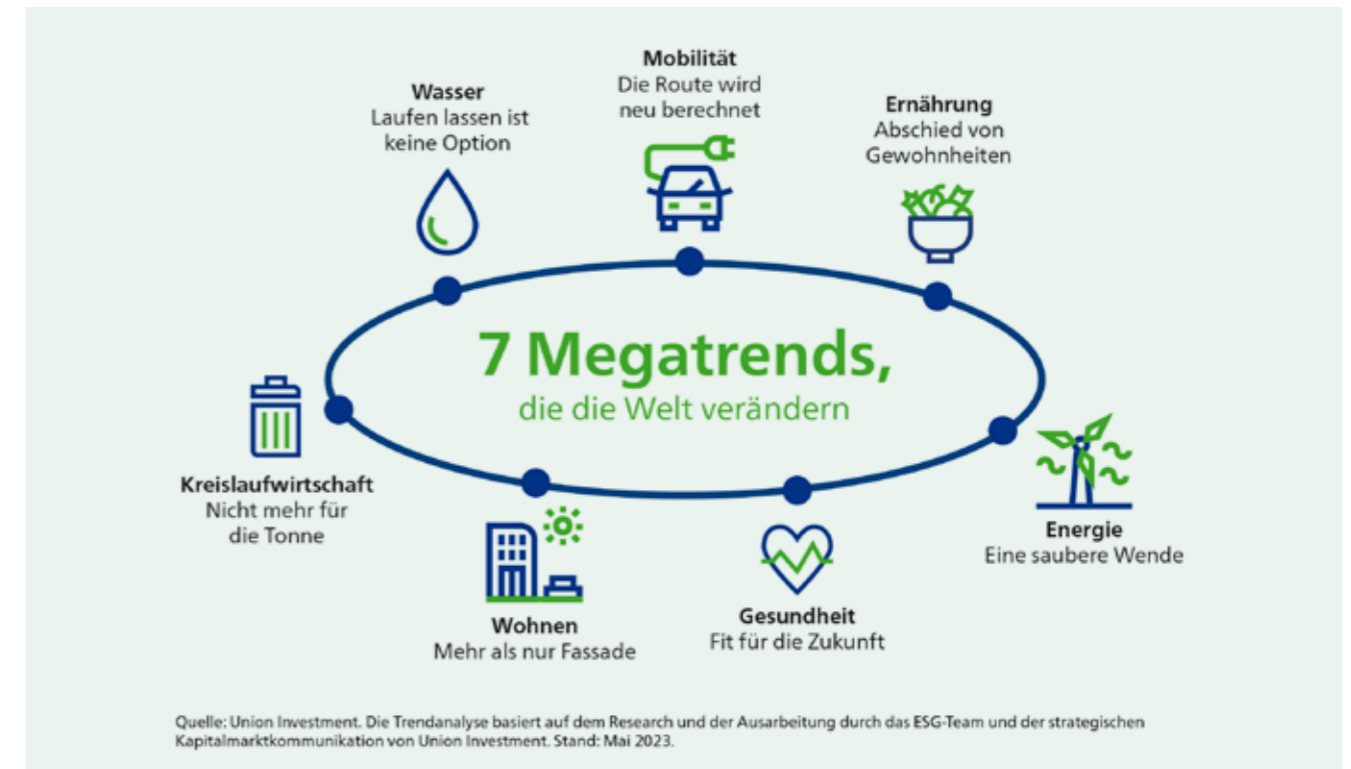 Mobilität
Die Route wird
neu berechnet
Wasser
Laufen lassen ist
keine Option
Ernährung
Abschied von
Gewohnheiten
7 Megatrends,
die die Welt verändern
Kreislaufwirtschaft
Nicht mehr für
die Tonne
Energie
Eine saubere Wende
Wohnen
Mehr als nur Fassade
Gesundheit
Fit für die Zukunft
Quelle: Union Investment. Die Trendanalyse basiert auf dem Research und der Ausarbeitung durch das ESG-Team und der strategischen
Kapitalmarktkommunikation von Union Investment. Stand: Mai 2023.